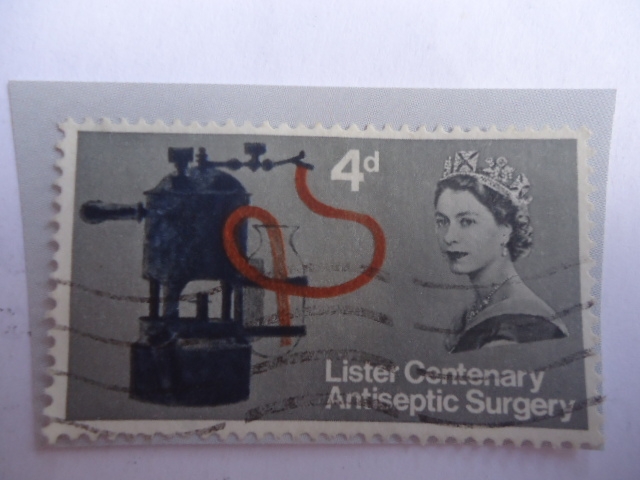 4d
Lister Centenary
Antiseptic Surgery